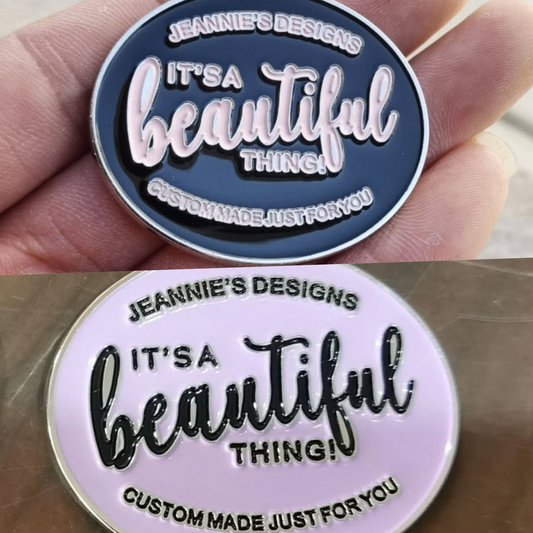 JEANNIE'S DESIGNS
IT'S A
beautiful
THING!
CUSTOM MADE JUST FOR YOU
JEANNIE'S DESIGNS
IT'S A
beautiful
THING!
CUSTOM MADE JUST FOR YOU